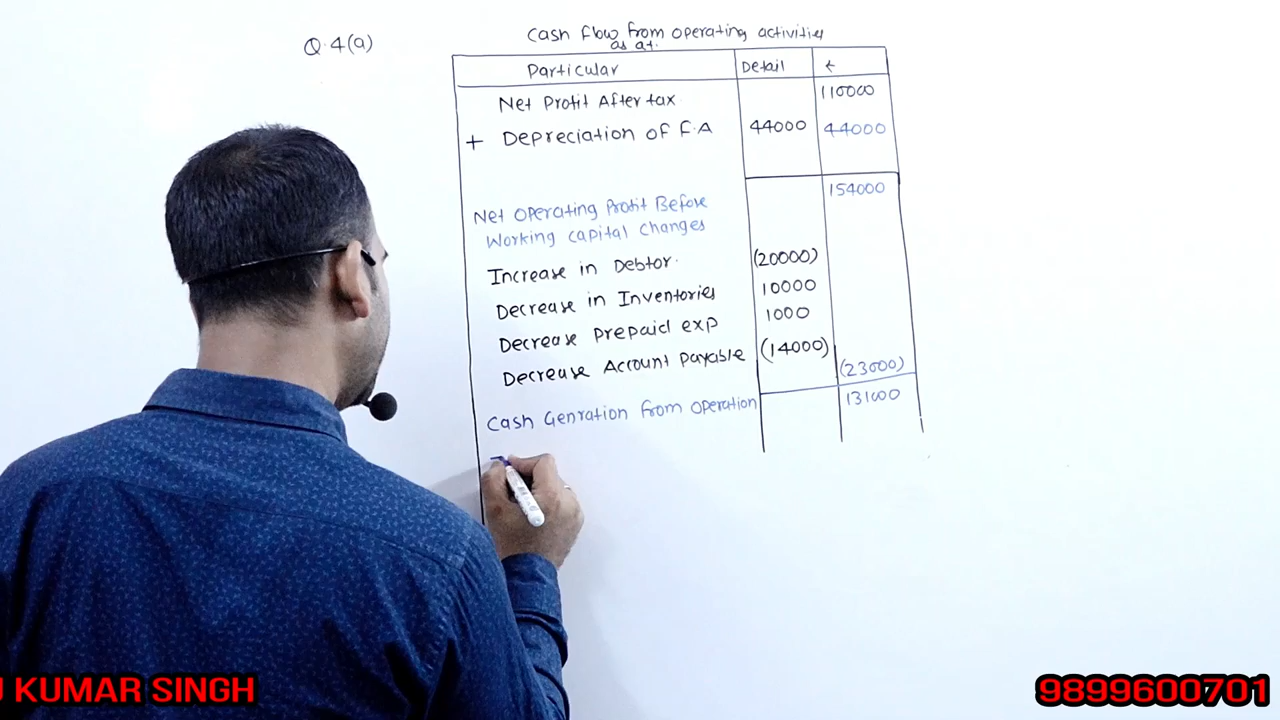 Q.4(a)
Cash flow from operating activities
as at.
Particular Detail ₹
Net Profit After tax 110000
+ Depreciation of F.A 44000 44000
154000
Net Operating Profit Before
Working Capital Changes
Increase in Debtor. (20000)
Decrease in Inventories 10000
Decrease Prepaid exp 1000
Decrease Account Payable (14000)
(23000)
Cash Genration from Operation 131000
KUMAR SINGH
9899600701